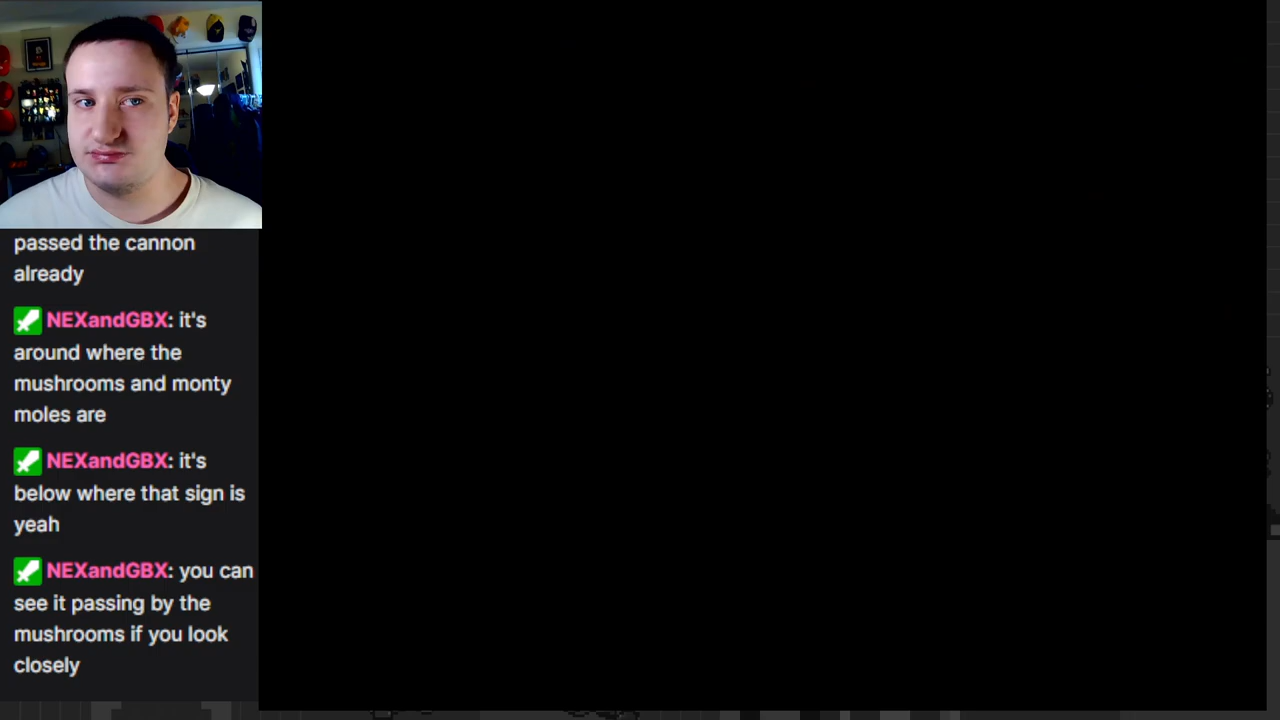 passed the cannon
already
NEXandGBX: it's
around where the
mushrooms and monty
moles are
NEXandGBX: it's
below where that sign is
yeah
NEXandGBX: you can
see it passing by the
mushrooms if you look
closely